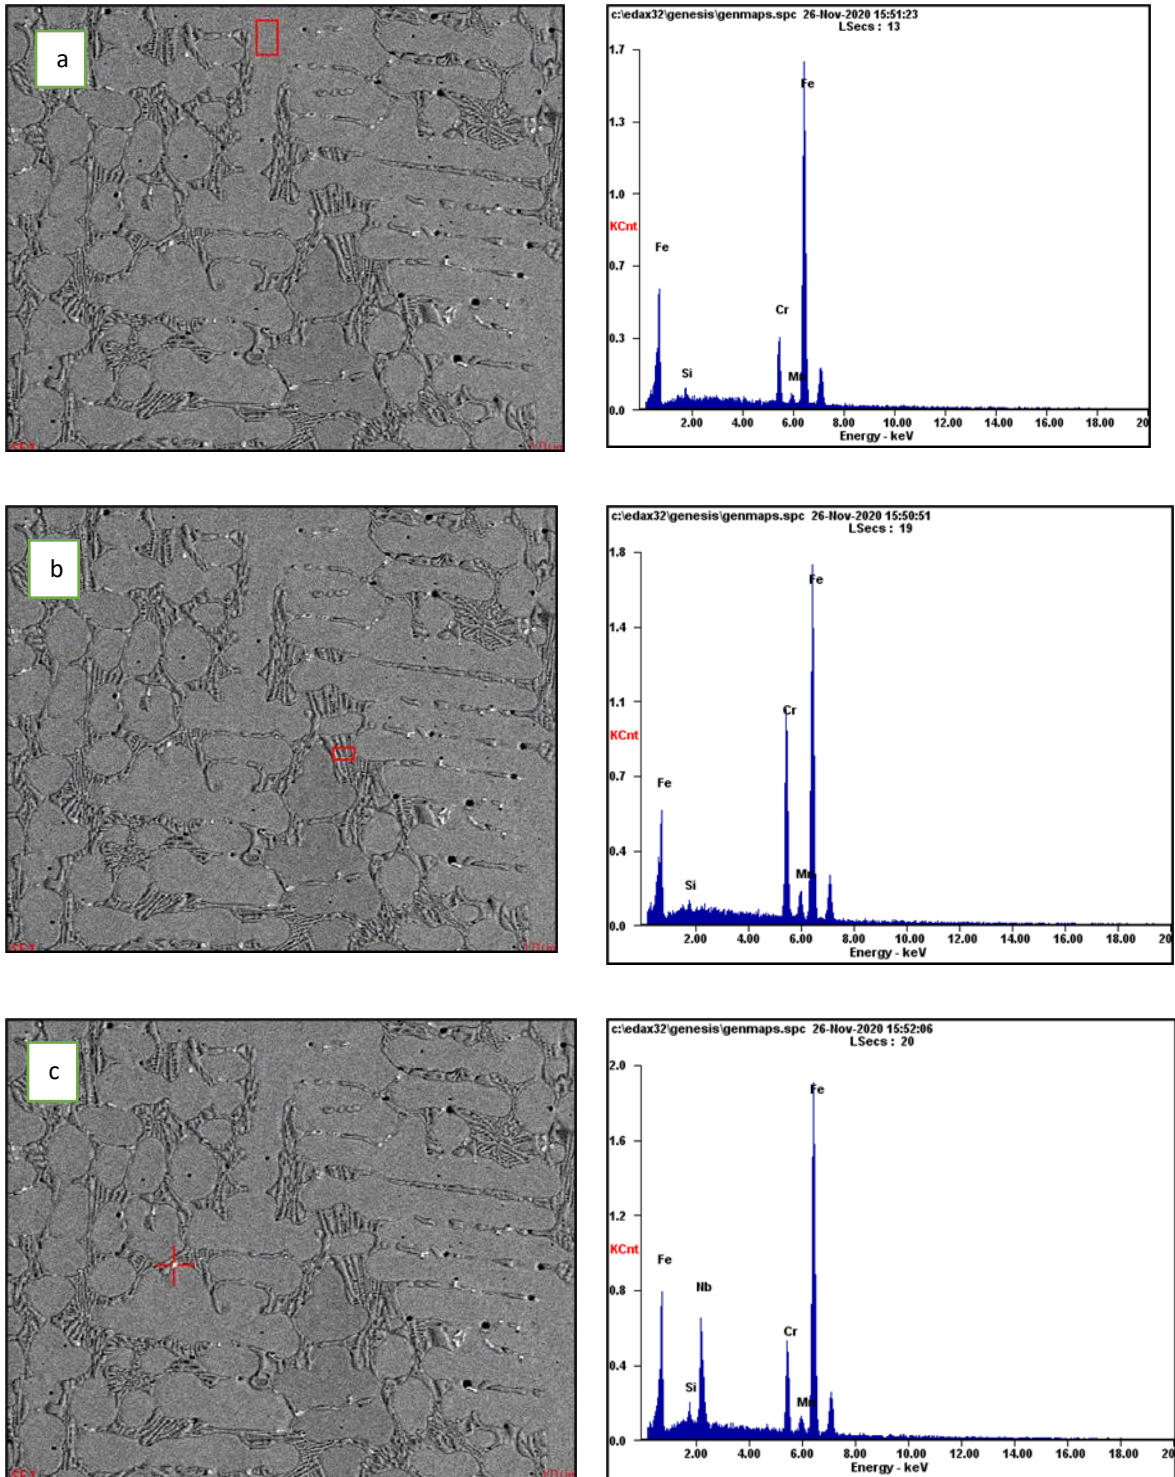 a
c:\edax32\genesis\genmaps.spc 26-Nov-2020 15:51:23
LSecs : 13
1.7
1.3
1.0
KCnt
0.7
0.3
0.0
Fe
Si
Cr
Mn
Fe
2.00 4.00 6.00 8.00 10.00 12.00 14.00 16.00 18.00 20
Energy - keV
b
c:\edax32\genesis\genmaps.spc 26-Nov-2020 15:50:51
LSecs : 19
1.8
1.4
1.1
KCnt
0.7
0.4
0.0
Fe
Si
Cr
Mn
Fe
2.00 4.00 6.00 8.00 10.00 12.00 14.00 16.00 18.00 20
Energy - keV
c
c:\edax32\genesis\genmaps.spc 26-Nov-2020 15:52:06
LSecs : 20
2.0
1.6
1.2
KCnt
0.8
0.4
0.0
Fe
Nb
Si
Cr
Mn
Fe
2.00 4.00 6.00 8.00 10.00 12.00 14.00 16.00 18.00 20
Energy - keV